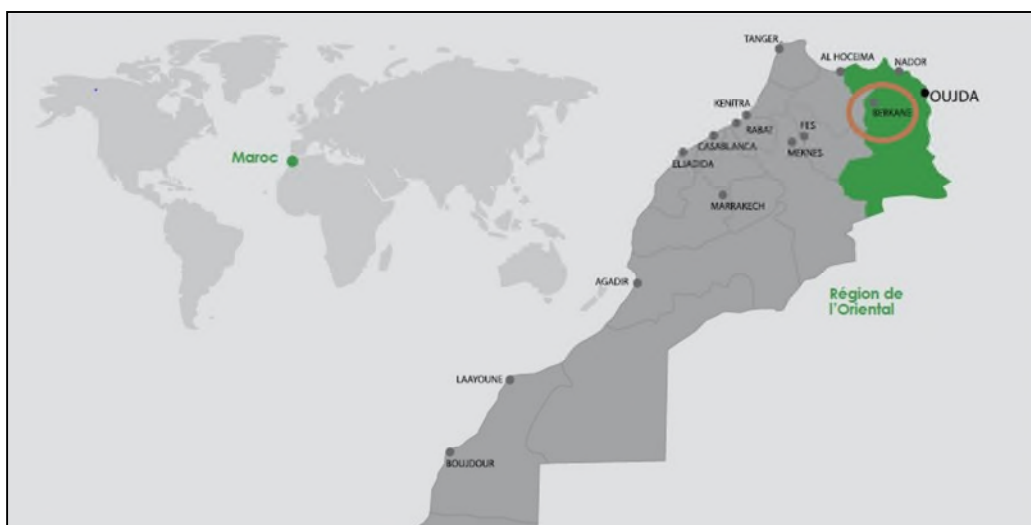 TANGER
AL HOCEIMA
NADOR
OUJDA
BERKANE
KENITRA
RABAT
FES
CASABLANCA
MEKNES
ELJADIDA
Maroc
MARRAKECH
AGADIR
Région de
l'Oriental
LAAYOUNE
BOUJDOUR